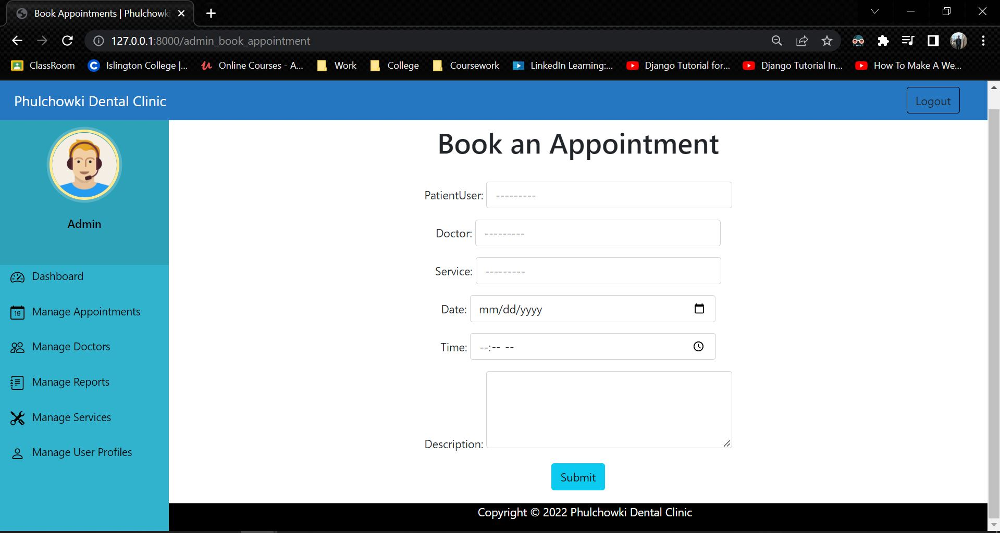 Book Appointments | Phulchowki
127.0.0.1:8000/admin_book_appointment
ClassRoom Islington College |... Online Courses - A... Work College Coursework LinkedIn Learning:... Django Tutorial for... Django Tutorial In... How To Make A We...
Phulchowki Dental Clinic Logout
Admin
Dashboard
19 Manage Appointments
Manage Doctors
Manage Reports
Manage Services
Manage User Profiles
Book an Appointment
PatientUser: ---------
Doctor: ---------
Service: ---------
Date: mm/dd/yyyy
Time: --:-- --
Description:
Submit
Copyright © 2022 Phulchowki Dental Clinic